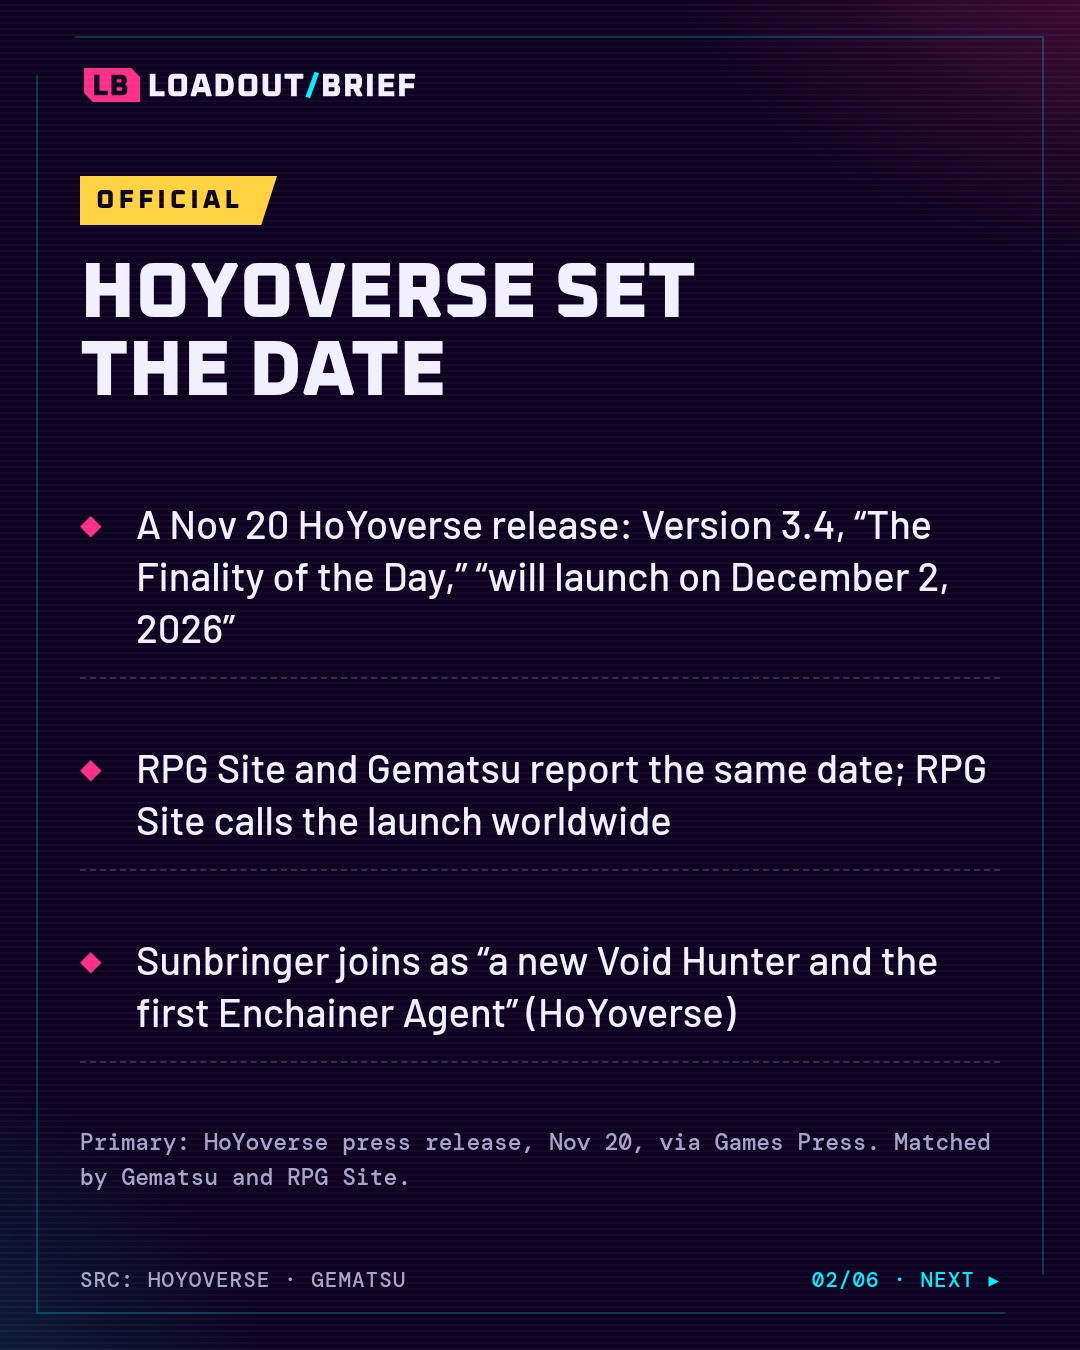 LB LOADOUT/BRIEF
OFFICIAL
HOYOVERSE SET
THE DATE
A Nov 20 HoYoverse release: Version 3.4, “The
Finality of the Day,” “will launch on December 2,
2026”
RPG Site and Gematsu report the same date; RPG
Site calls the launch worldwide
Sunbringer joins as “a new Void Hunter and the
first Enchainer Agent” (HoYoverse)
Primary: HoYoverse press release, Nov 20, via Games Press. Matched
by Gematsu and RPG Site.
SRC: HOYOVERSE · GEMATSU
02/06 · NEXT ▸